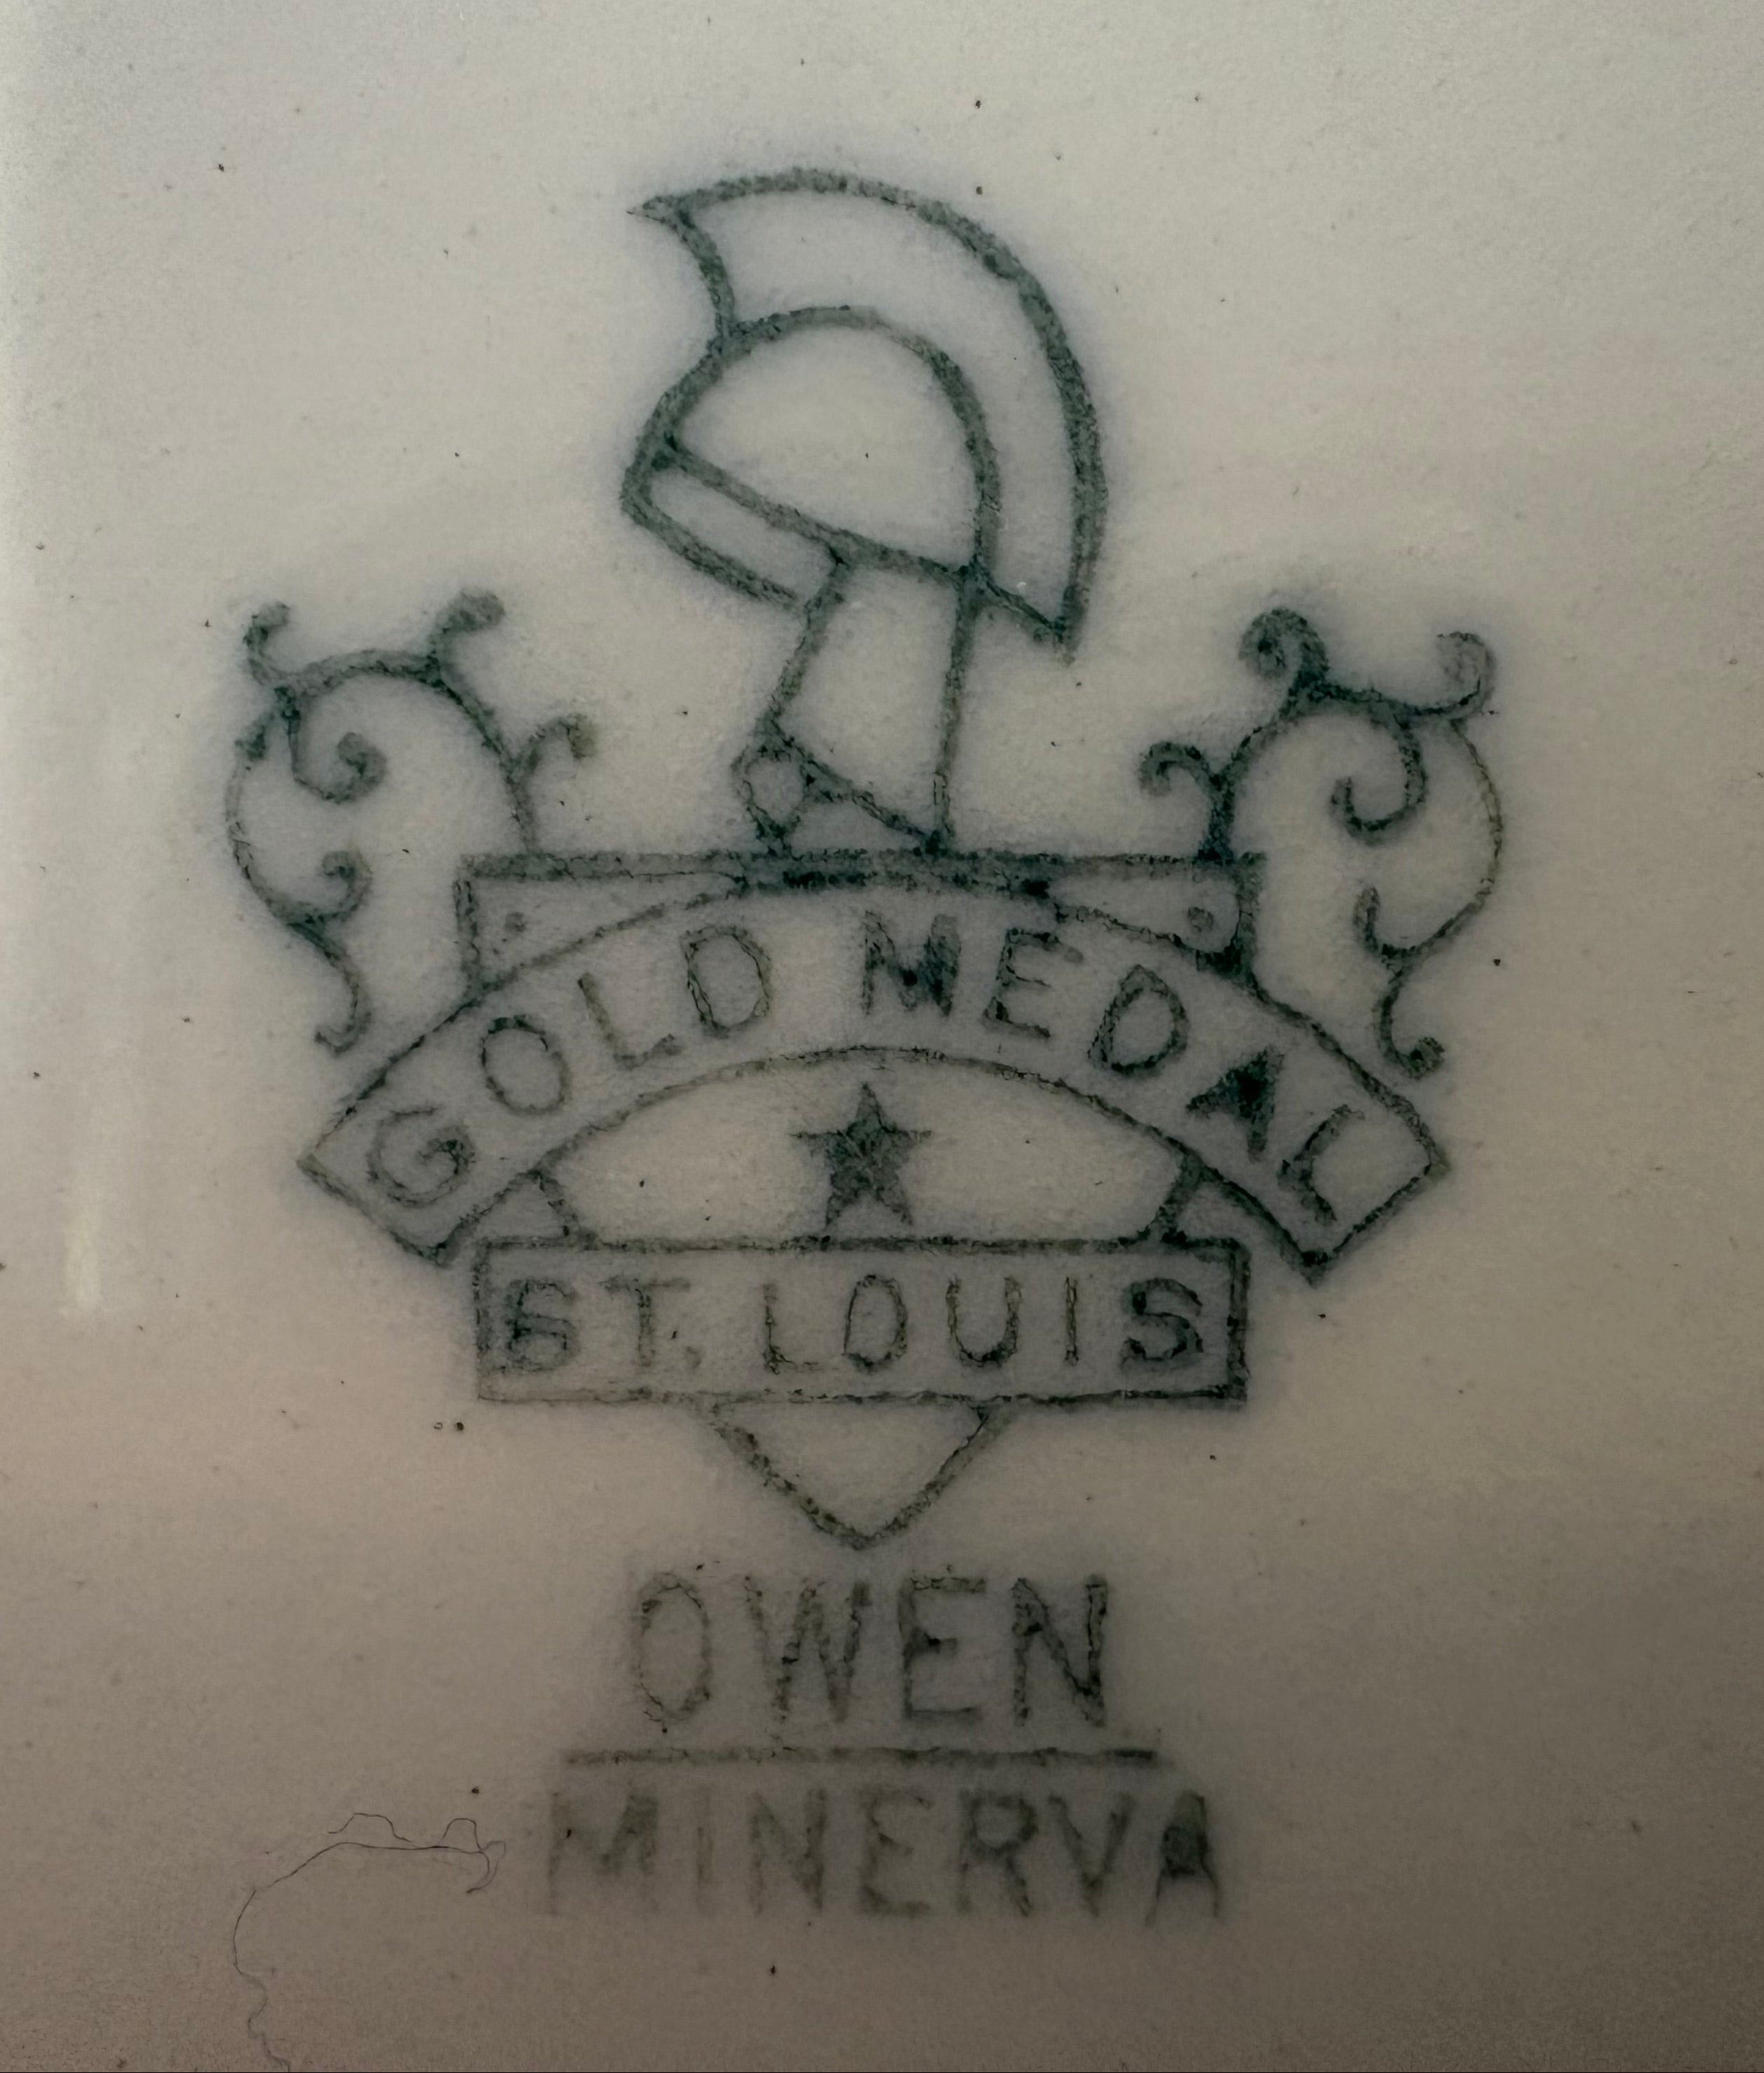 GOLD MEDAL
ST. LOUIS
OWEN
MINERVA